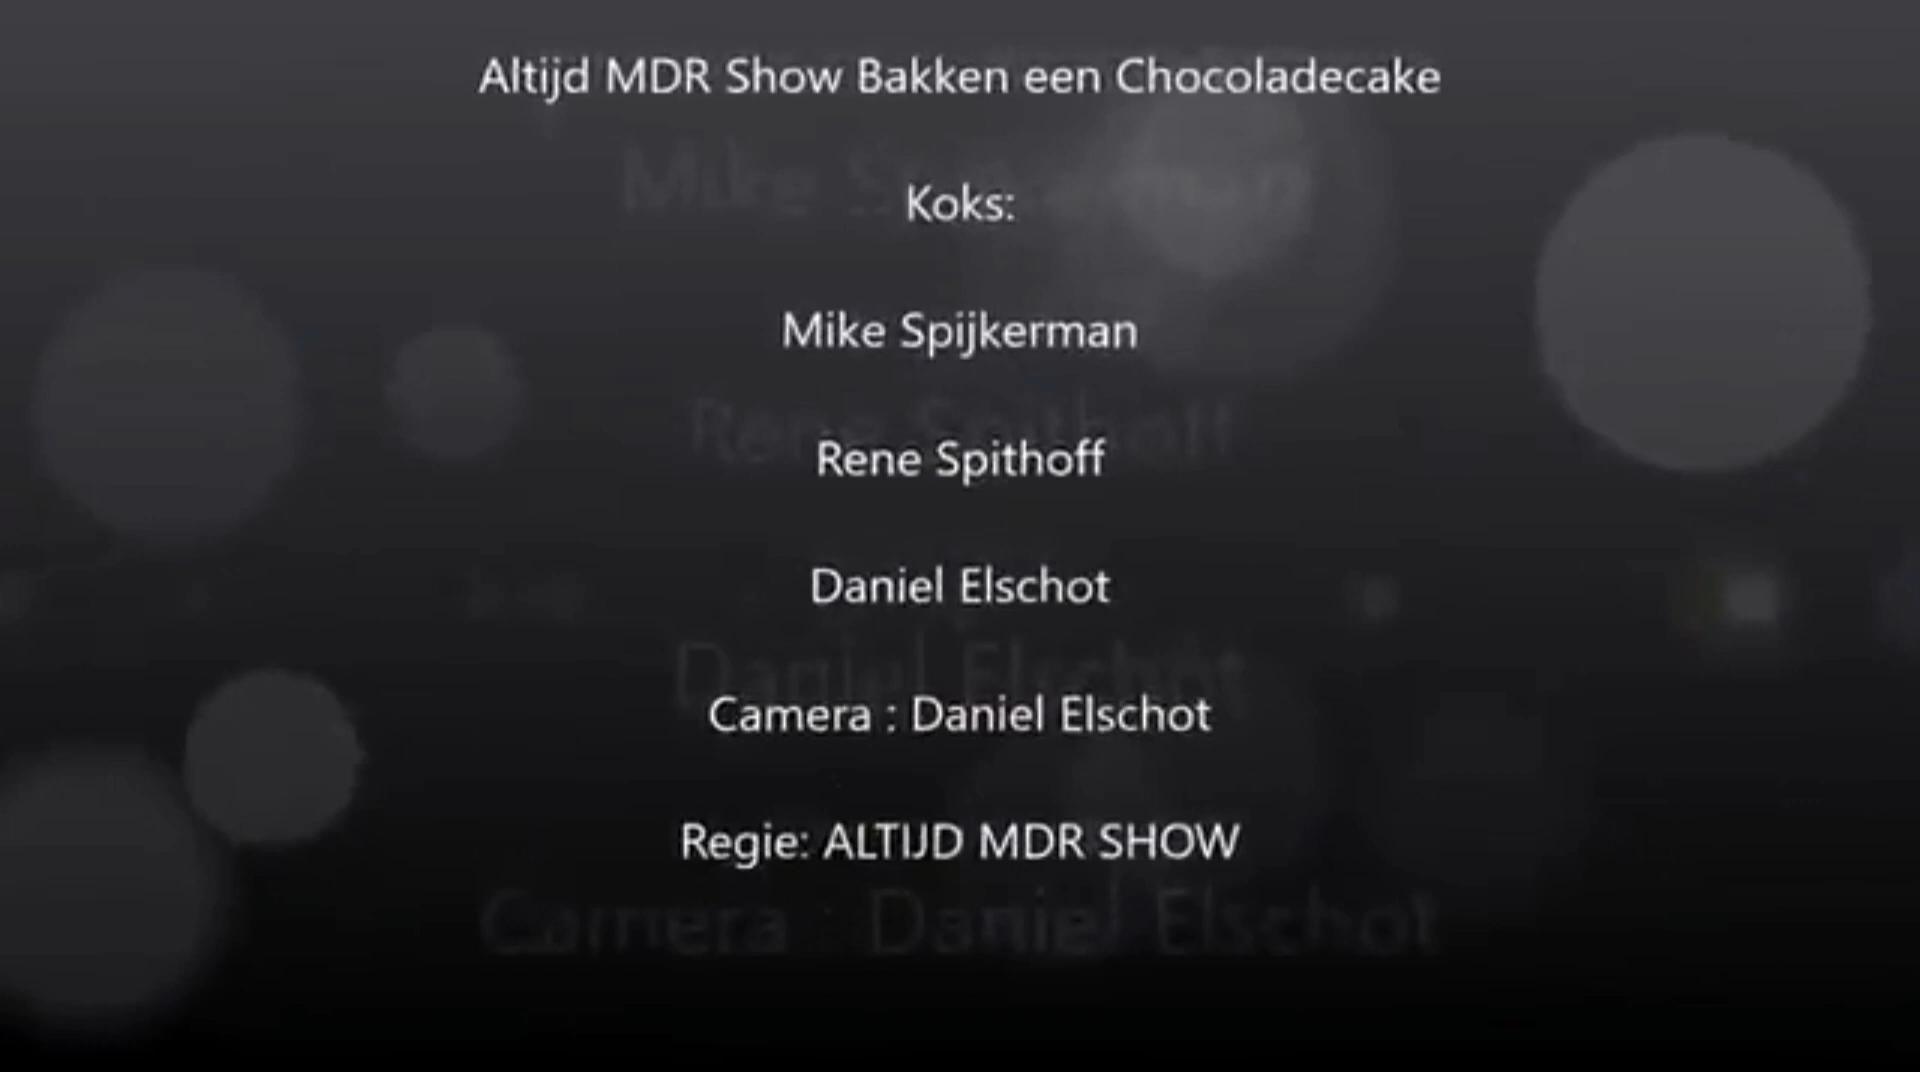 Altijd MDR Show Bakken een Chocoladecake
Koks:
Mike Spijkerman
Rene Spithoff
Daniel Elschot
Camera : Daniel Elschot
Regie: ALTIJD MDR SHOW